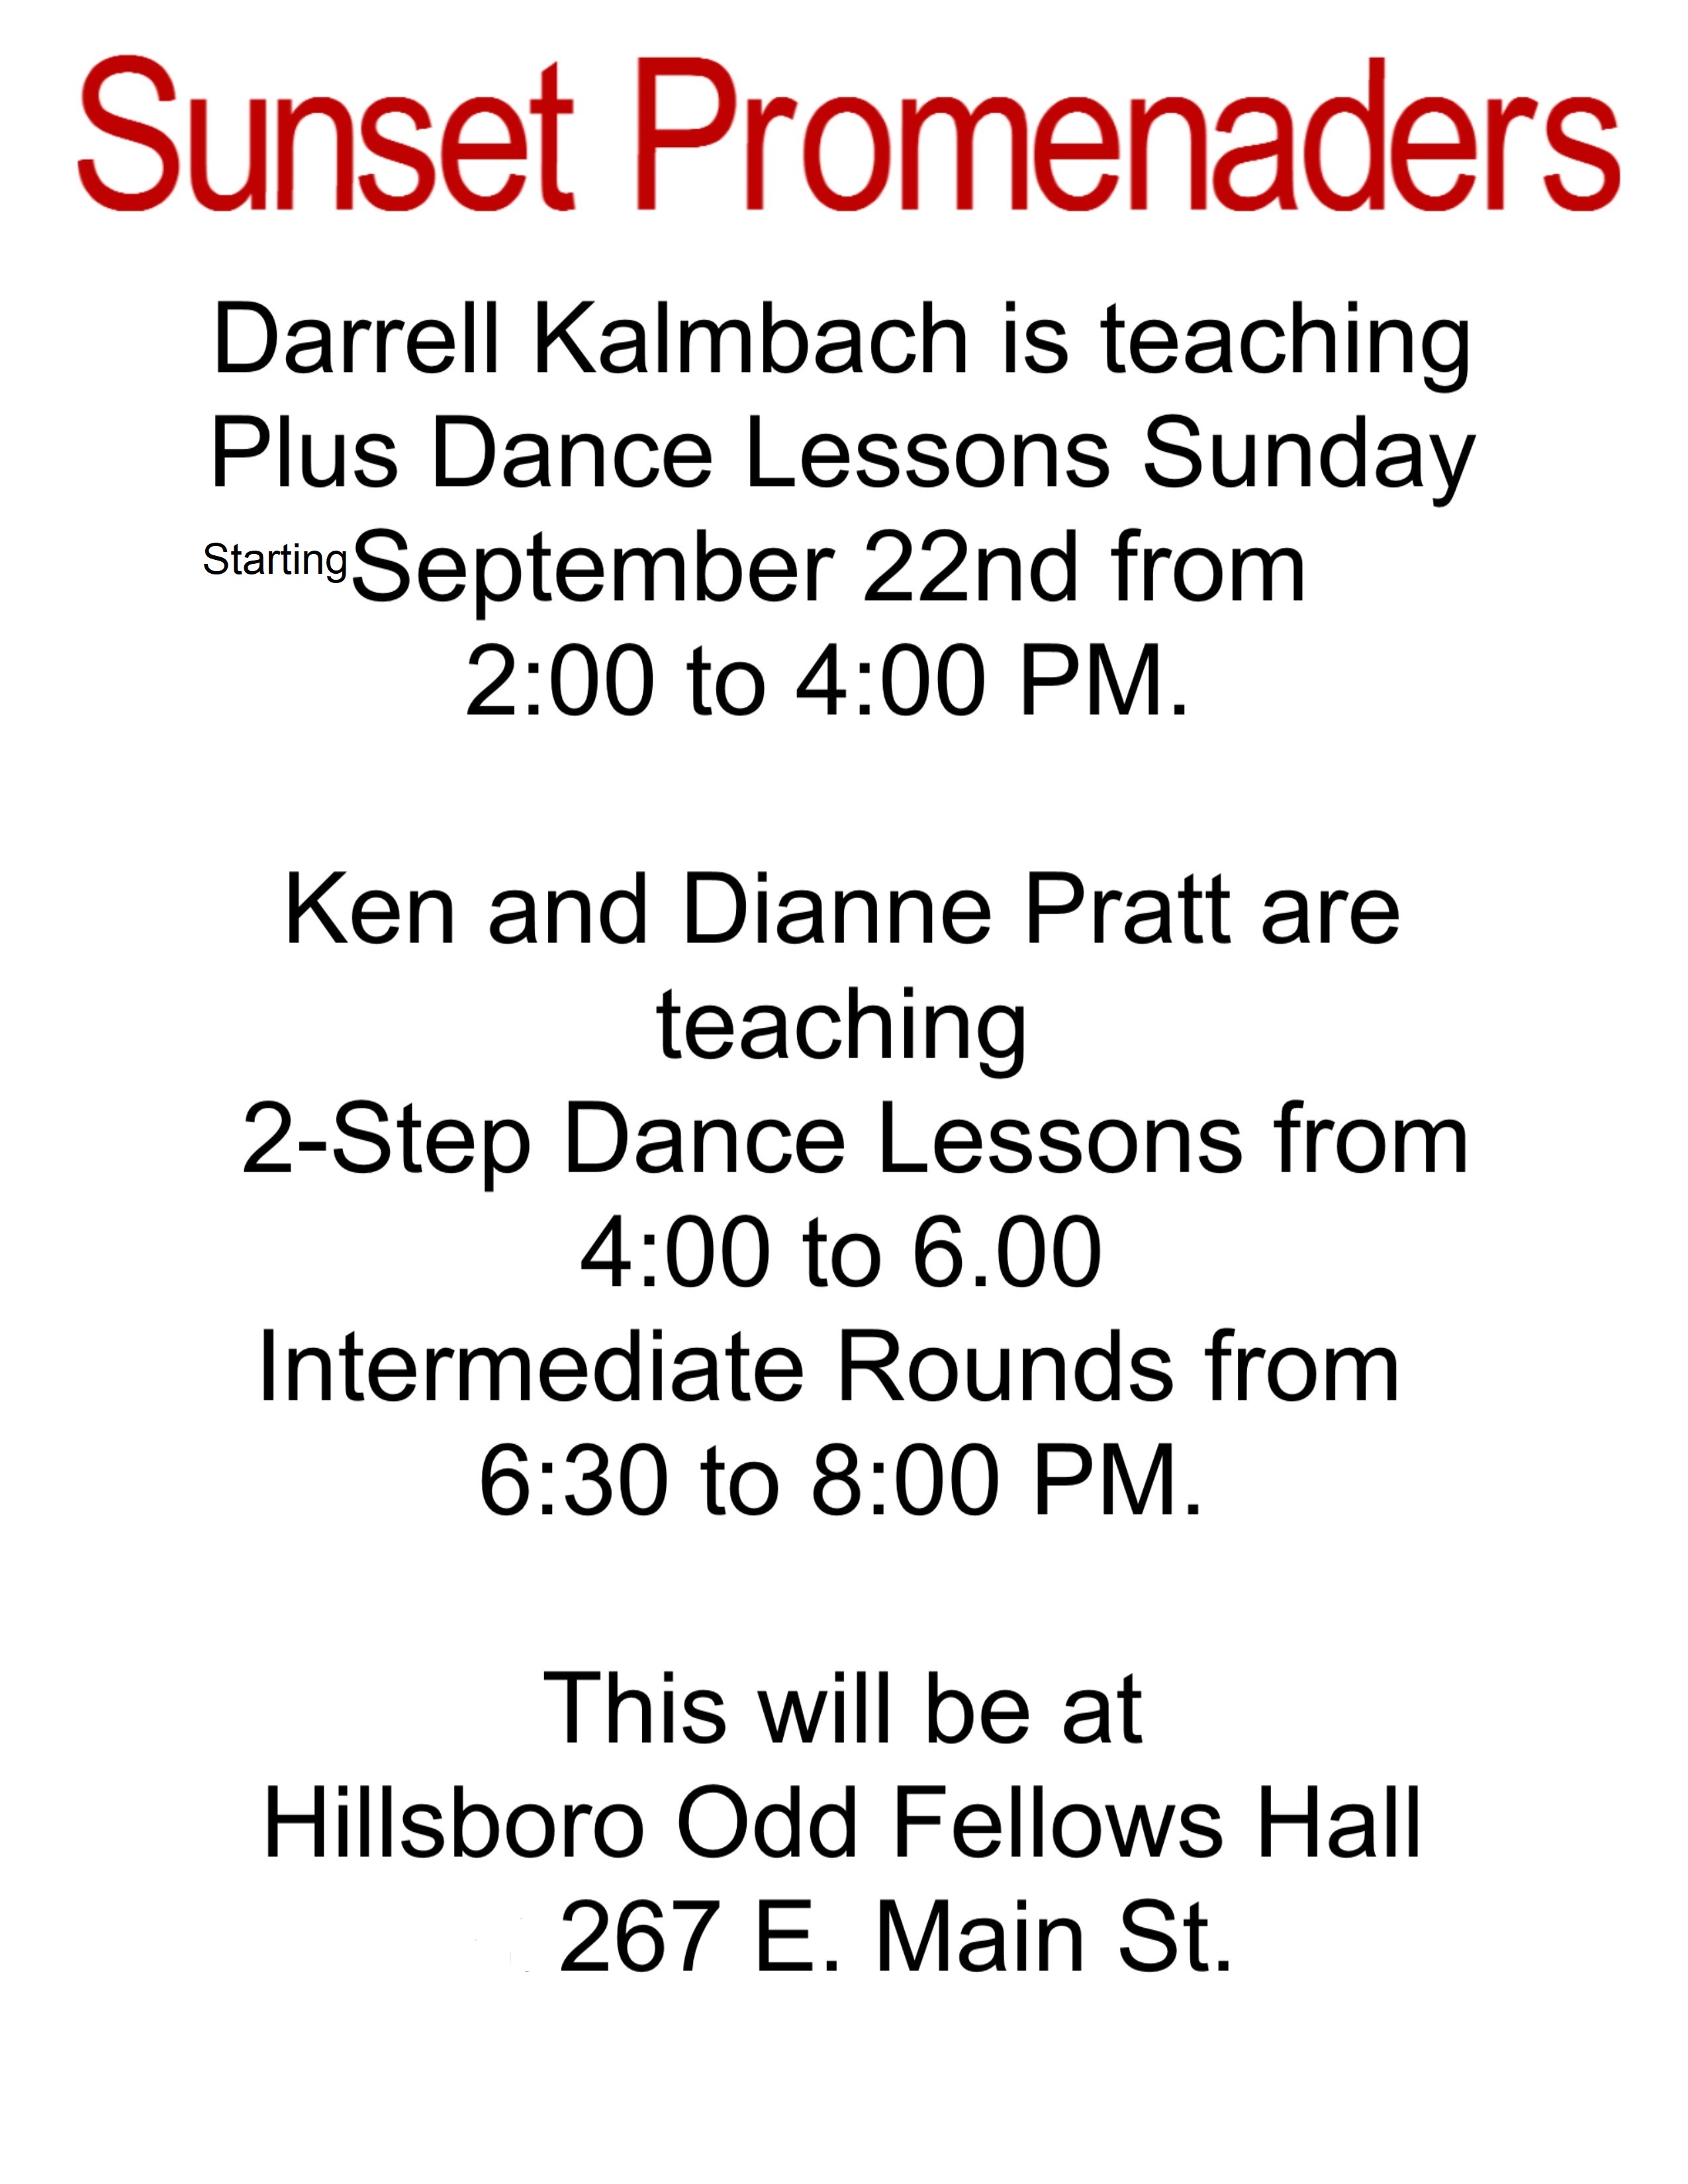 Sunset Promenaders
Darrell Kalmbach is teaching
Plus Dance Lessons Sunday
Starting September 22nd from
2:00 to 4:00 PM.
Ken and Dianne Pratt are
teaching
2-Step Dance Lessons from
4:00 to 6.00
Intermediate Rounds from
6:30 to 8:00 PM.
This will be at
Hillsboro Odd Fellows Hall
267 E. Main St.